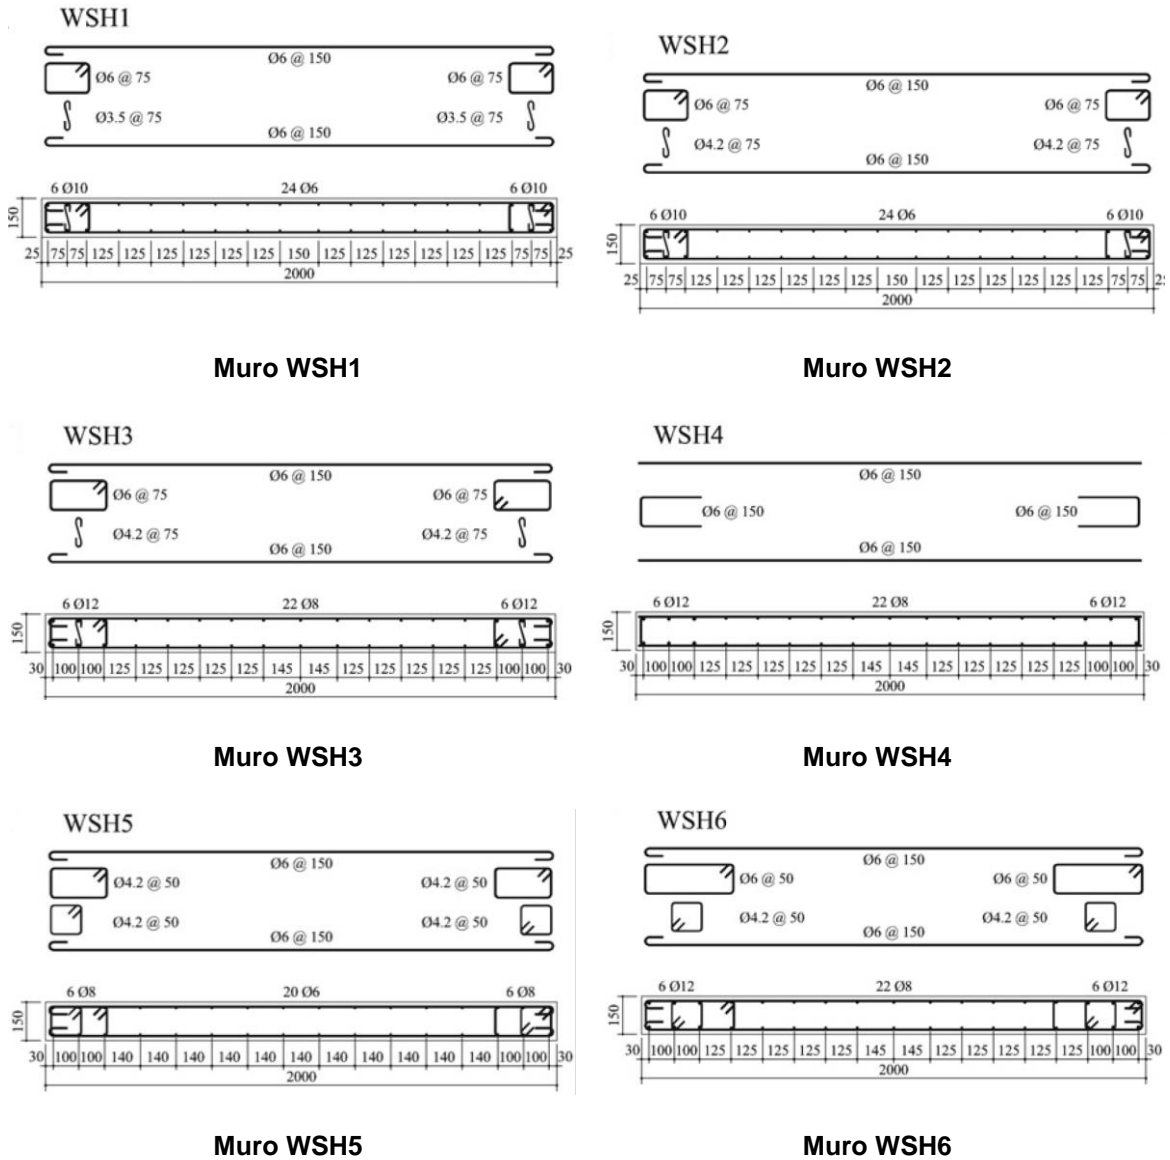 WSH1
Ø6 @ 150
Ø6 @ 75 Ø6 @ 75
Ø3.5 @ 75 Ø3.5 @ 75
Ø6 @ 150
6 Ø10 24 Ø6 6 Ø10
150
25 75 75 125 125 125 125 125 125 150 125 125 125 125 125 125 75 75 25
2000
Muro WSH1
WSH2
Ø6 @ 150
Ø6 @ 75 Ø6 @ 75
Ø4.2 @ 75 Ø4.2 @ 75
Ø6 @ 150
6 Ø10 24 Ø6 6 Ø10
150
25 75 75 125 125 125 125 125 125 150 125 125 125 125 125 125 75 75
2000
Muro WSH2
WSH3
Ø6 @ 150
Ø6 @ 75 Ø6 @ 75
Ø4.2 @ 75 Ø4.2 @ 75
Ø6 @ 150
6 Ø12 22 Ø8 6 Ø12
150
30 100 100 125 125 125 125 125 145 145 125 125 125 125 125 100 100 30
2000
Muro WSH3
WSH4
Ø6 @ 150
Ø6 @ 150 Ø6 @ 150
Ø6 @ 150
6 Ø12 22 Ø8 6 Ø12
150
30 100 100 125 125 125 125 125 145 145 125 125 125 125 125 100 100 30
2000
Muro WSH4
WSH5
Ø6 @ 150
Ø4.2 @ 50 Ø4.2 @ 50
Ø4.2 @ 50 Ø4.2 @ 50
Ø6 @ 150
6 Ø8 20 Ø6 6 Ø8
150
30 100 100 140 140 140 140 140 140 140 140 140 140 140 100 100 30
2000
Muro WSH5
WSH6
Ø6 @ 150
Ø6 @ 50 Ø6 @ 50
Ø4.2 @ 50 Ø4.2 @ 50
Ø6 @ 150
6 Ø12 22 Ø8 6 Ø12
150
30 100 100 125 125 125 125 125 145 145 125 125 125 125 125 100 100 30
2000
Muro WSH6